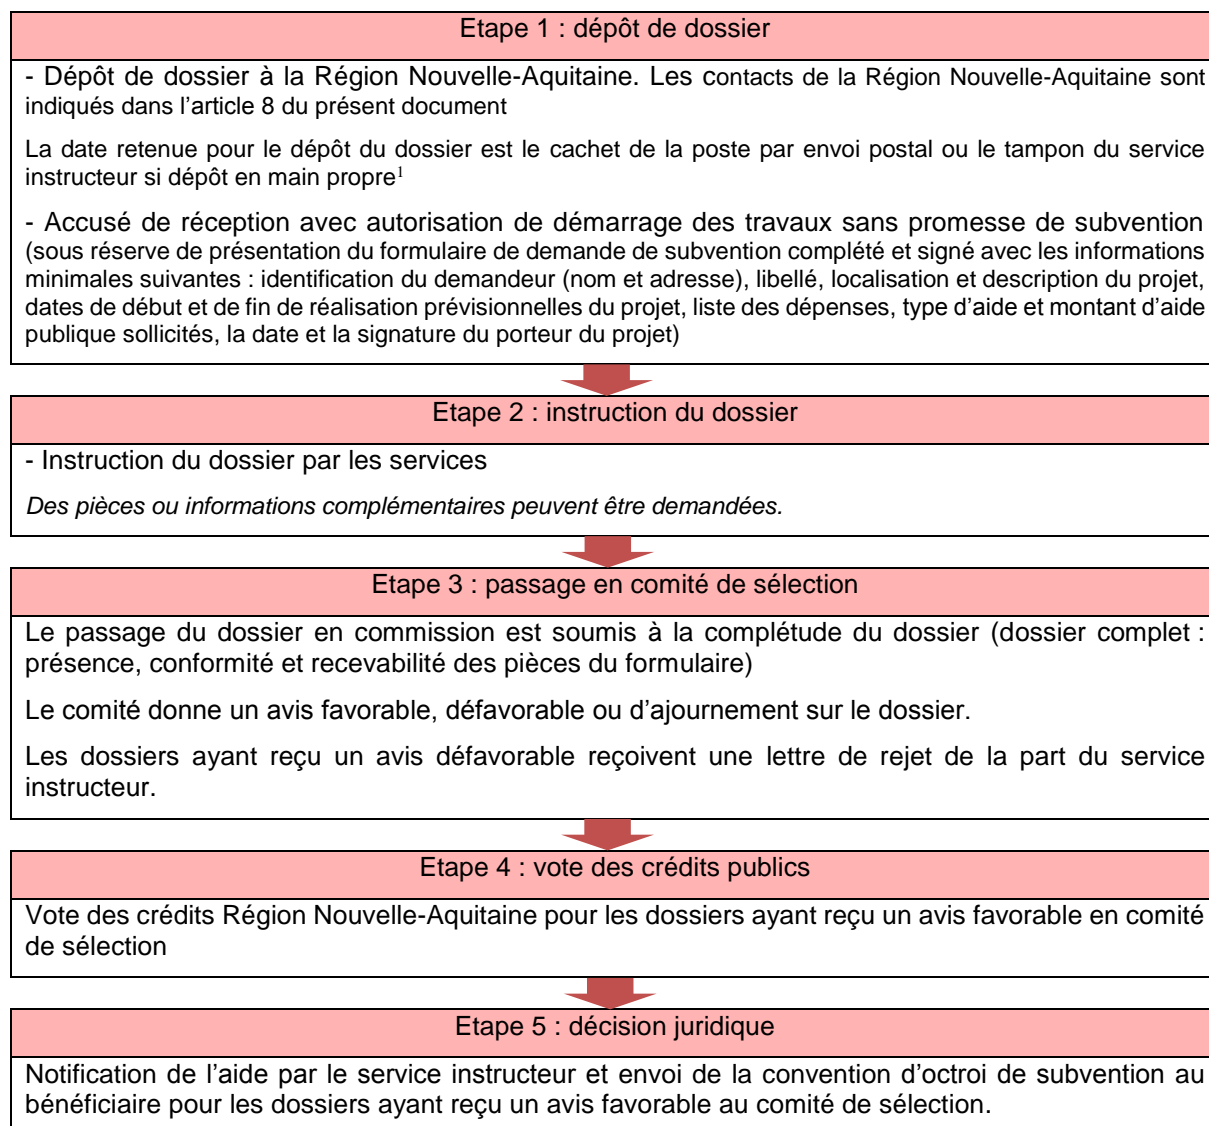 Etape 1 : dépôt de dossier
- Dépôt de dossier à la Région Nouvelle-Aquitaine. Les contacts de la Région Nouvelle-Aquitaine sont
indiqués dans l'article 8 du présent document
La date retenue pour le dépôt du dossier est le cachet de la poste par envoi postal ou le tampon du service
instructeur si dépôt en main propre¹
- Accusé de réception avec autorisation de démarrage des travaux sans promesse de subvention
(sous réserve de présentation du formulaire de demande de subvention complété et signé avec les informations
minimales suivantes : identification du demandeur (nom et adresse), libellé, localisation et description du projet,
dates de début et de fin de réalisation prévisionnelles du projet, liste des dépenses, type d'aide et montant d'aide
publique sollicités, la date et la signature du porteur du projet)
Etape 2 : instruction du dossier
- Instruction du dossier par les services
Des pièces ou informations complémentaires peuvent être demandées.
Etape 3 : passage en comité de sélection
Le passage du dossier en commission est soumis à la complétude du dossier (dossier complet :
présence, conformité et recevabilité des pièces du formulaire)
Le comité donne un avis favorable, défavorable ou d'ajournement sur le dossier.
Les dossiers ayant reçu un avis défavorable reçoivent une lettre de rejet de la part du service
instructeur.
Etape 4 : vote des crédits publics
Vote des crédits Région Nouvelle-Aquitaine pour les dossiers ayant reçu un avis favorable en comité
de sélection
Etape 5 : décision juridique
Notification de l'aide par le service instructeur et envoi de la convention d'octroi de subvention au
bénéficiaire pour les dossiers ayant reçu un avis favorable au comité de sélection.